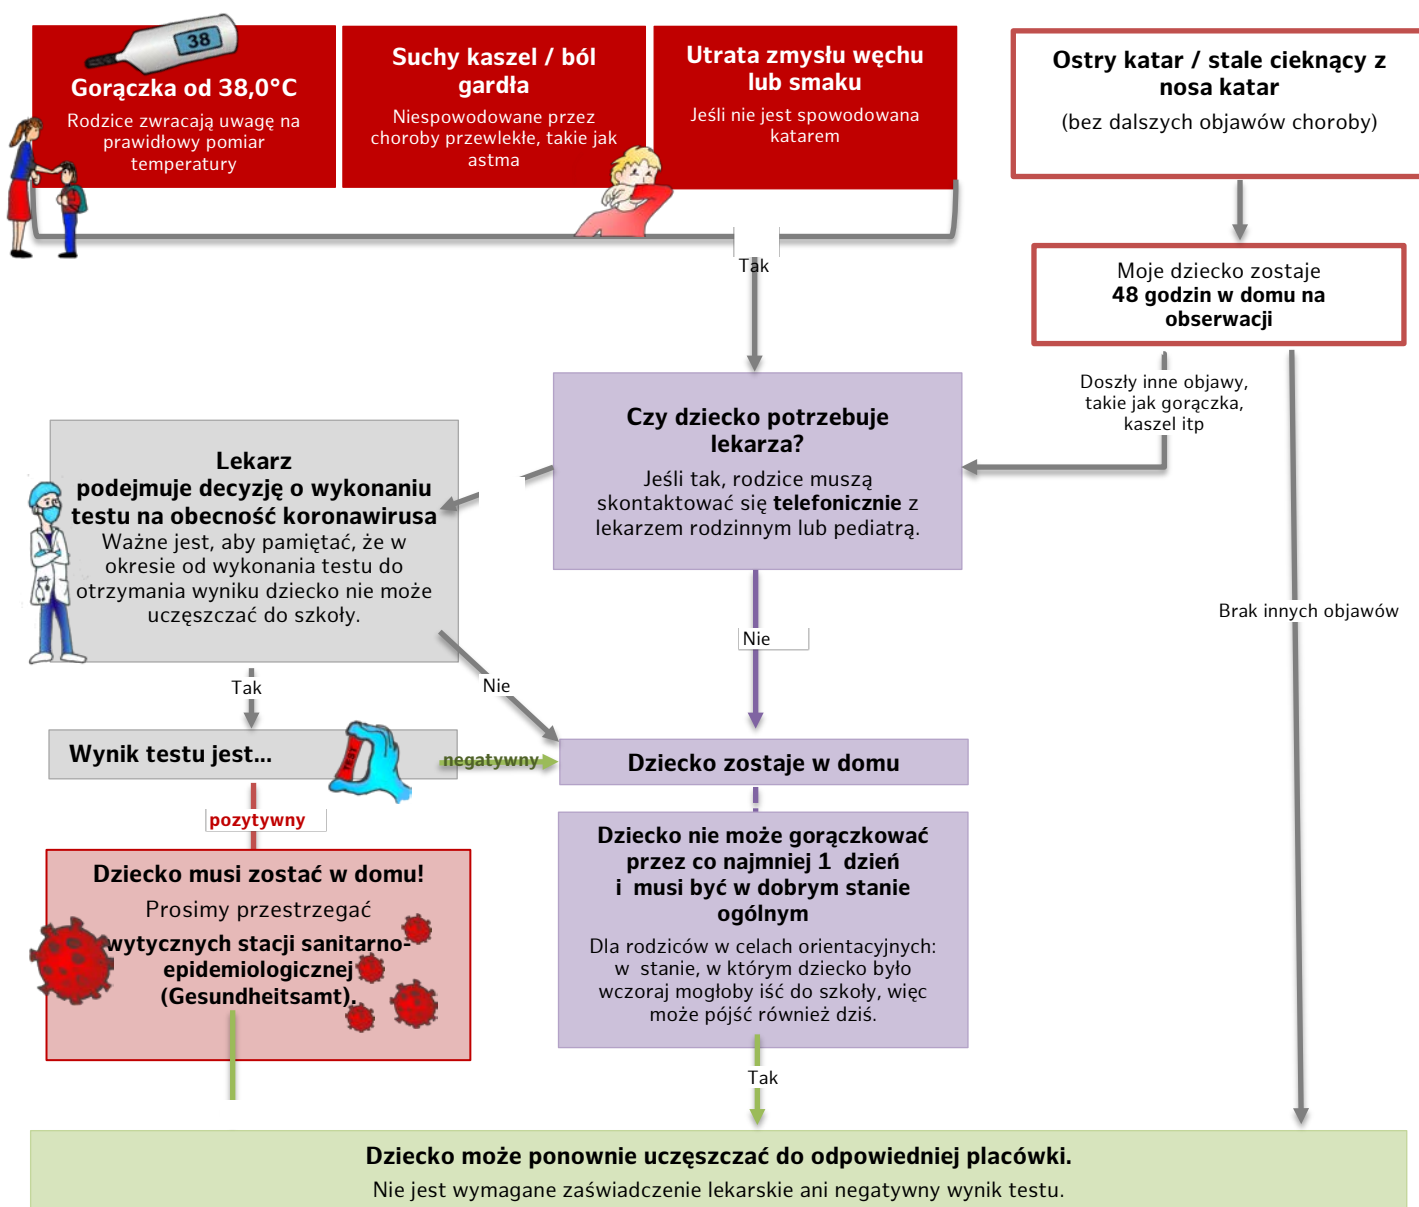 38
Gorączka od 38,0°C
Rodzice zwracają uwagę na
prawidłowy pomiar
temperatury
Suchy kaszel / ból
gardła
Niespowodowane przez
choroby przewlekłe, takie jak
astma
Utrata zmysłu węchu
lub smaku
Jeśli nie jest spowodowana
katarem
Ostry katar / stale cieknący z
nosa katar
(bez dalszych objawów choroby)
Tak
Moje dziecko zostaje
48 godzin w domu na
obserwacji
Doszły inne objawy,
takie jak gorączka,
kaszel itp
Czy dziecko potrzebuje
lekarza?
Jeśli tak, rodzice muszą
skontaktować się telefonicznie z
lekarzem rodzinnym lub pediatrą.
Lekarz
podejmuje decyzję o wykonaniu
testu na obecność koronawirusa
Ważne jest, aby pamiętać, że w
okresie od wykonania testu do
otrzymania wyniku dziecko nie może
uczęszczać do szkoły.
Brak innych objawów
Nie
Tak
Nie
Wynik testu jest...
TEST
negatywny
Dziecko zostaje w domu
pozytywny
Dziecko musi zostać w domu!
Prosimy przestrzegać
wytycznych stacji sanitarno-
epidemiologicznej
(Gesundheitsamt).
Dziecko nie może gorączkować
przez co najmniej 1 dzień
i musi być w dobrym stanie
ogólnym
Dla rodziców w celach orientacyjnych:
w stanie, w którym dziecko było
wczoraj mogłoby iść do szkoły, więc
może pójść również dziś.
Tak
Dziecko może ponownie uczęszczać do odpowiedniej placówki.
Nie jest wymagane zaświadczenie lekarskie ani negatywny wynik testu.